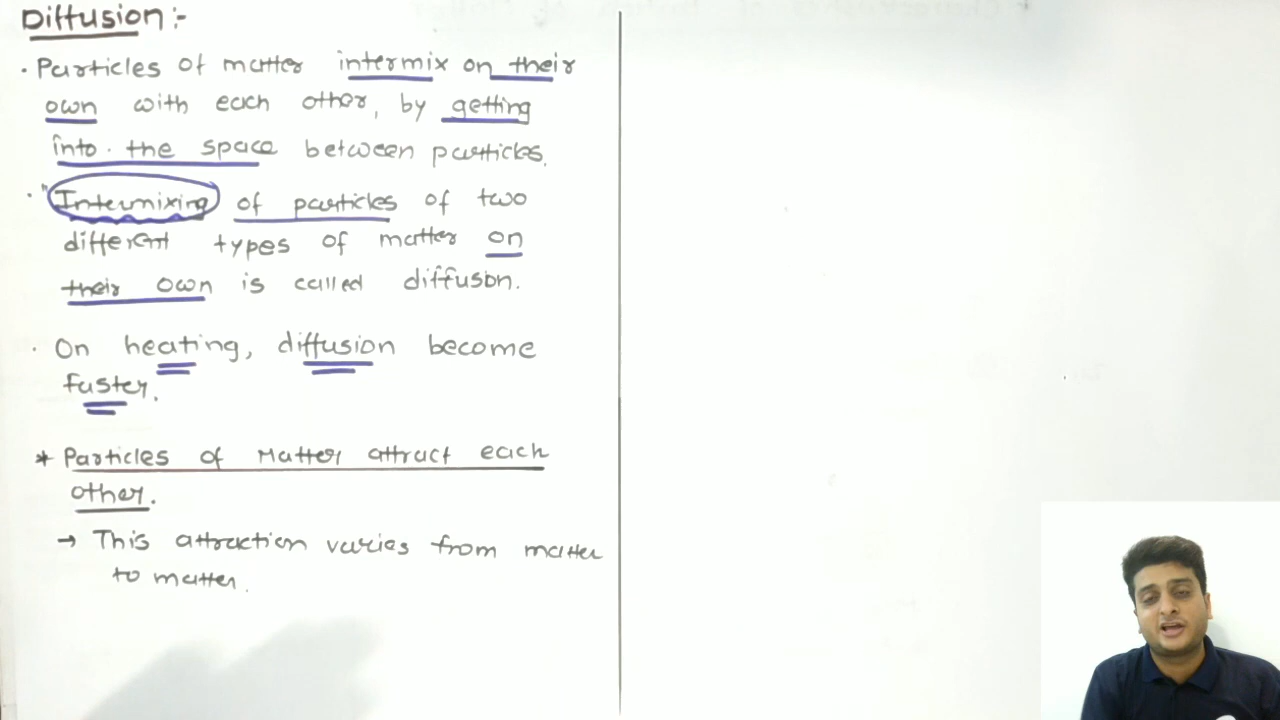 Diffusion :-
· Particles of matter intermix on their
own with each other, by getting
into the space between particles.
· "Intermixing of particles of two
different types of matter on
their own is called diffusion.
· On heating, diffusion become
faster.
* Particles of Matter attract each
other.
→ This attraction varies from matter
to matter.